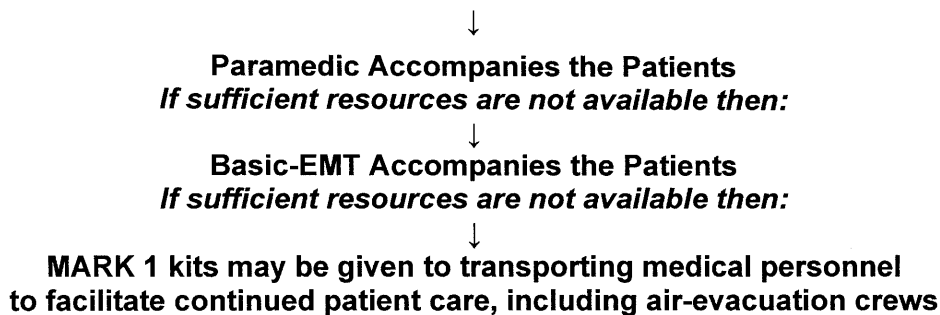 ↓
Paramedic Accompanies the Patients
If sufficient resources are not available then:
↓
Basic-EMT Accompanies the Patients
If sufficient resources are not available then:
↓
MARK 1 kits may be given to transporting medical personnel
to facilitate continued patient care, including air-evacuation crews